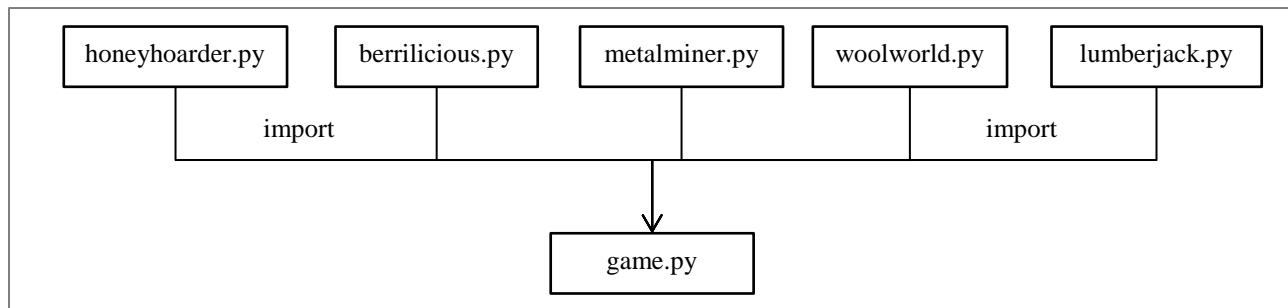 honeyhoarder.py berrilicious.py metalminer.py woolworld.py lumberjack.py
import import
game.py